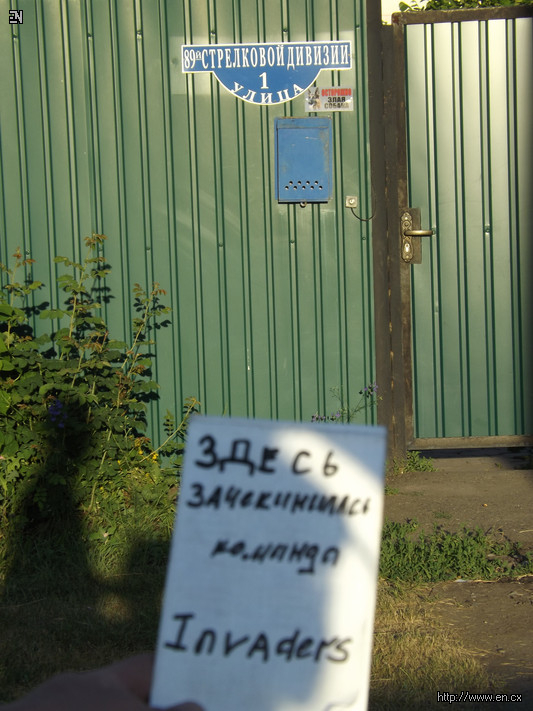 EN
89й СТРЕЛКОВОЙ ДИВИЗИИ
1
УЛИЦА
ОСТОРОЖНО
ЗЛАЯ
СОБАКА
ЗДЕСЬ
ЗАЧЕКИНИЛАСЬ
команда
Invaders
http://www.en.cx